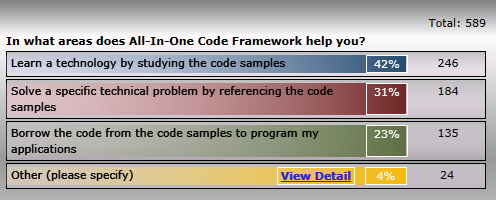 Total: 589
In what areas does All-In-One Code Framework help you?
Learn a technology by studying the code samples 42% 246
Solve a specific technical problem by referencing the code
samples 31% 184
Borrow the code from the code samples to program my
applications 23% 135
Other (please specify) View Detail 4% 24